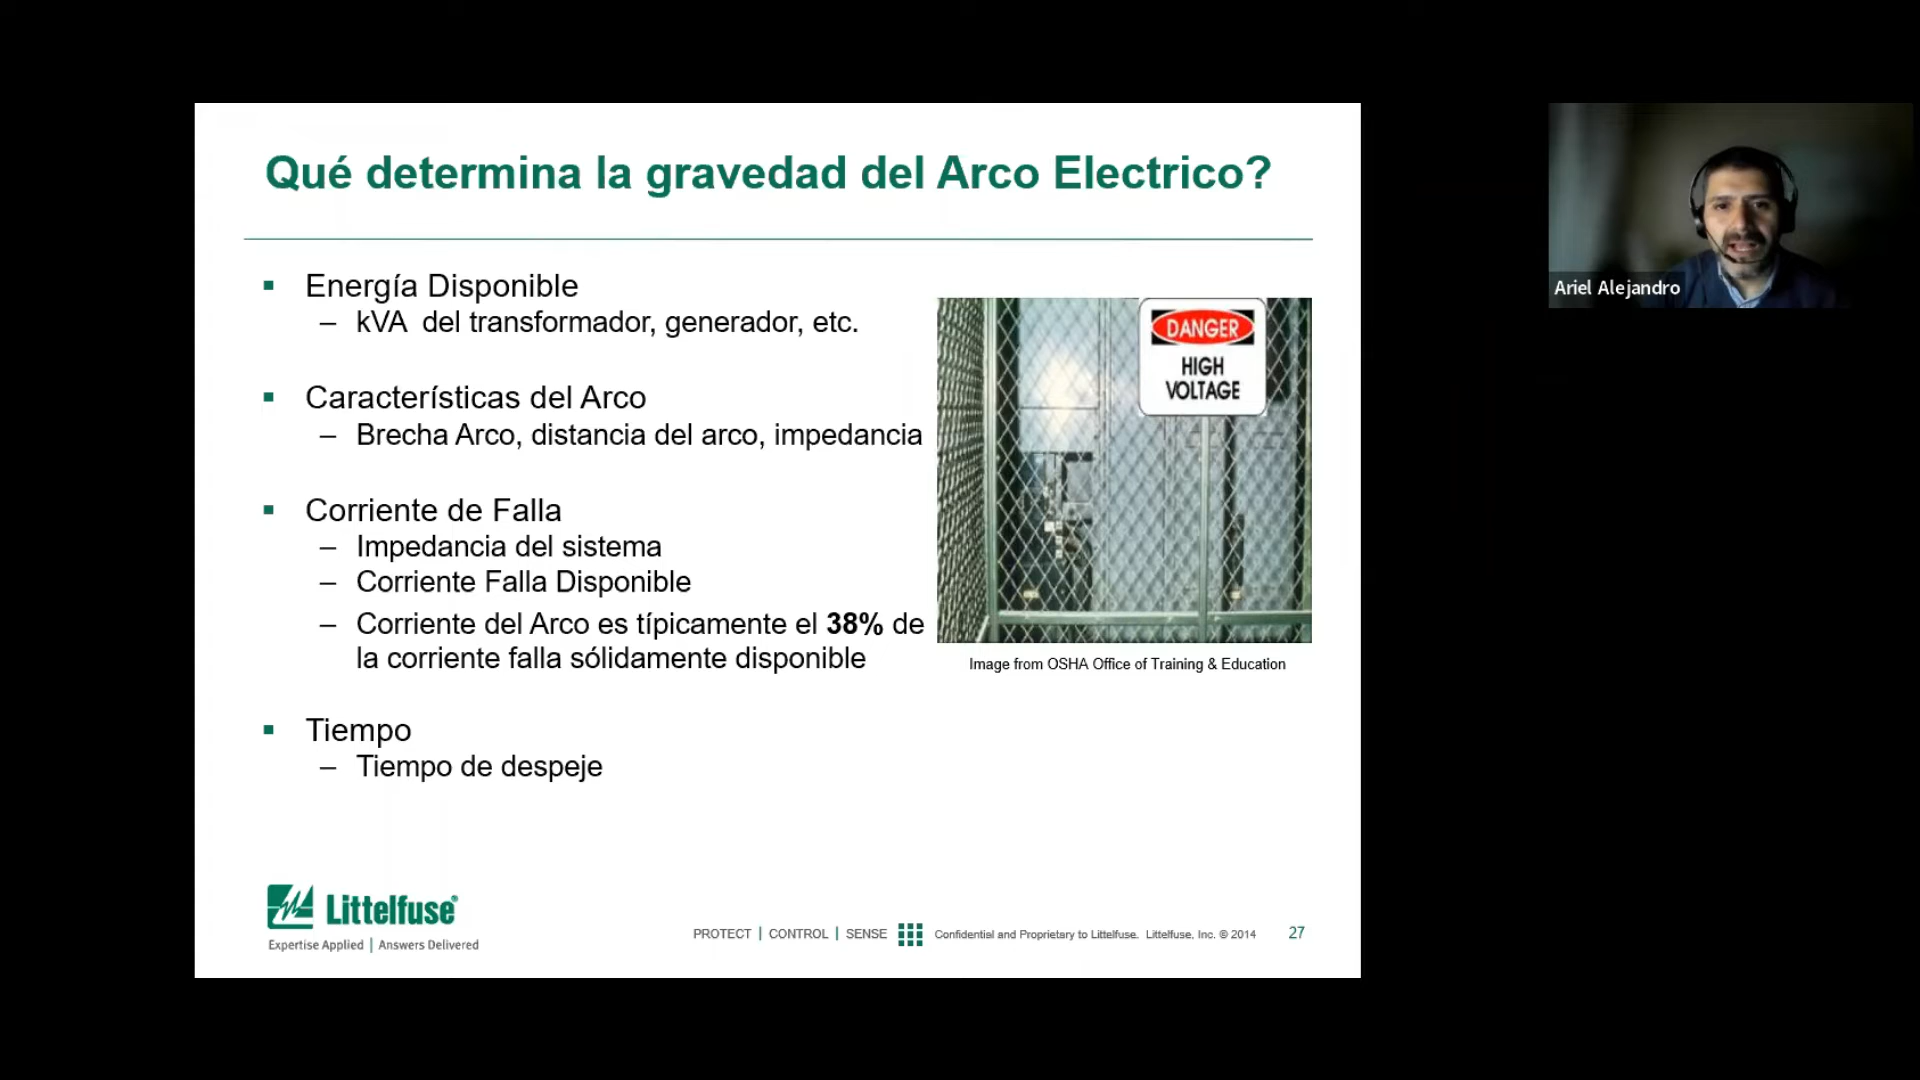 Qué determina la gravedad del Arco Electrico?
▪ Energía Disponible
– kVA del transformador, generador, etc.
▪ Características del Arco
– Brecha Arco, distancia del arco, impedancia
▪ Corriente de Falla
– Impedancia del sistema
– Corriente Falla Disponible
– Corriente del Arco es típicamente el 38% de
la corriente falla sólidamente disponible
▪ Tiempo
– Tiempo de despeje
DANGER
HIGH
VOLTAGE
Image from OSHA Office of Training & Education
Littelfuse®
Expertise Applied | Answers Delivered
PROTECT | CONTROL | SENSE
Confidential and Proprietary to Littelfuse. Littelfuse, Inc. © 2014
27
Ariel Alejandro